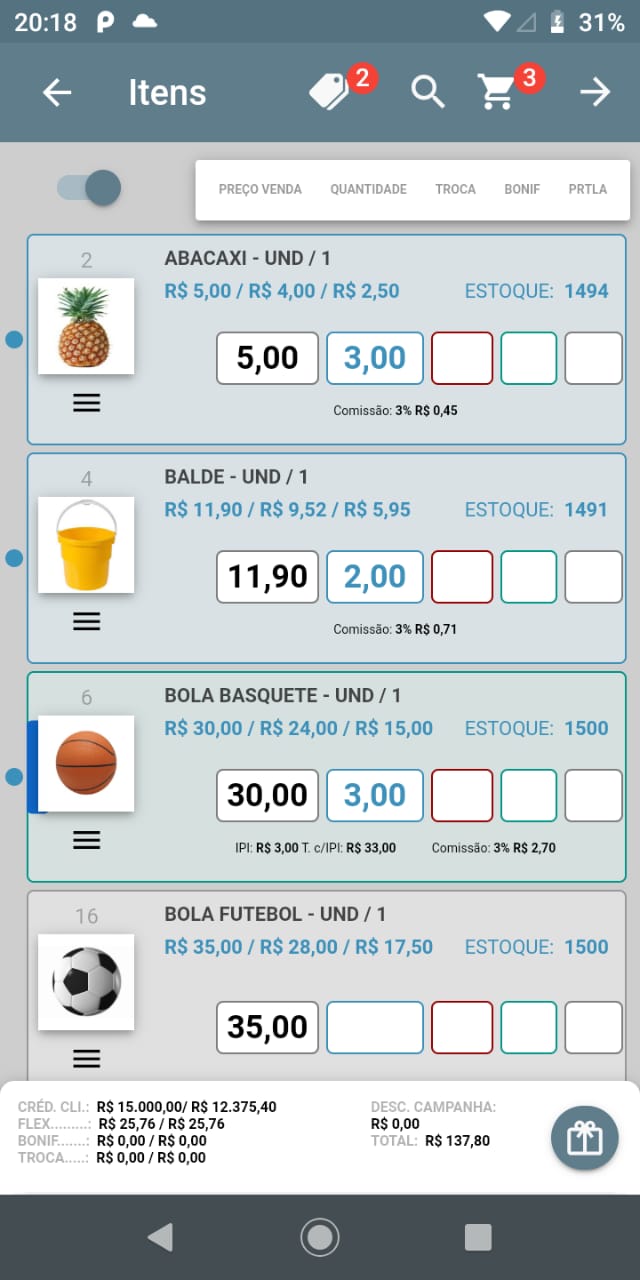 20:18 31%
Itens 2 3
PREÇO VENDA QUANTIDADE TROCA BONIF PRTLA
2 ABACAXI - UND / 1
R$ 5,00 / R$ 4,00 / R$ 2,50 ESTOQUE: 1494
5,00 3,00
Comissão: 3% R$ 0,45
4 BALDE - UND / 1
R$ 11,90 / R$ 9,52 / R$ 5,95 ESTOQUE: 1491
11,90 2,00
Comissão: 3% R$ 0,71
6 BOLA BASQUETE - UND / 1
R$ 30,00 / R$ 24,00 / R$ 15,00 ESTOQUE: 1500
30,00 3,00
IPI: R$ 3,00 T. c/IPI: R$ 33,00 Comissão: 3% R$ 2,70
16 BOLA FUTEBOL - UND / 1
R$ 35,00 / R$ 28,00 / R$ 17,50 ESTOQUE: 1500
35,00
CRÉD. CLI.: R$ 15.000,00/ R$ 12.375,40
FLEX.........: R$ 25,76 / R$ 25,76
BONIF.......: R$ 0,00 / R$ 0,00
TROCA.....: R$ 0,00 / R$ 0,00
DESC. CAMPANHA:
R$ 0,00
TOTAL: R$ 137,80